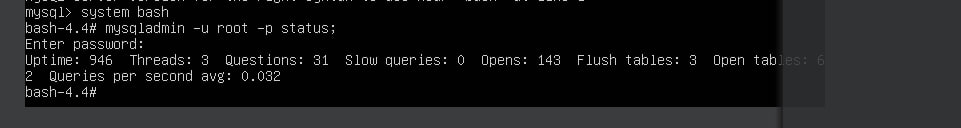 mysql> system bash
bash-4.4# mysqladmin -u root -p status;
Enter password:
Uptime: 946  Threads: 3  Questions: 31  Slow queries: 0  Opens: 143  Flush tables: 3  Open tables: 6
2  Queries per second avg: 0.032
bash-4.4#